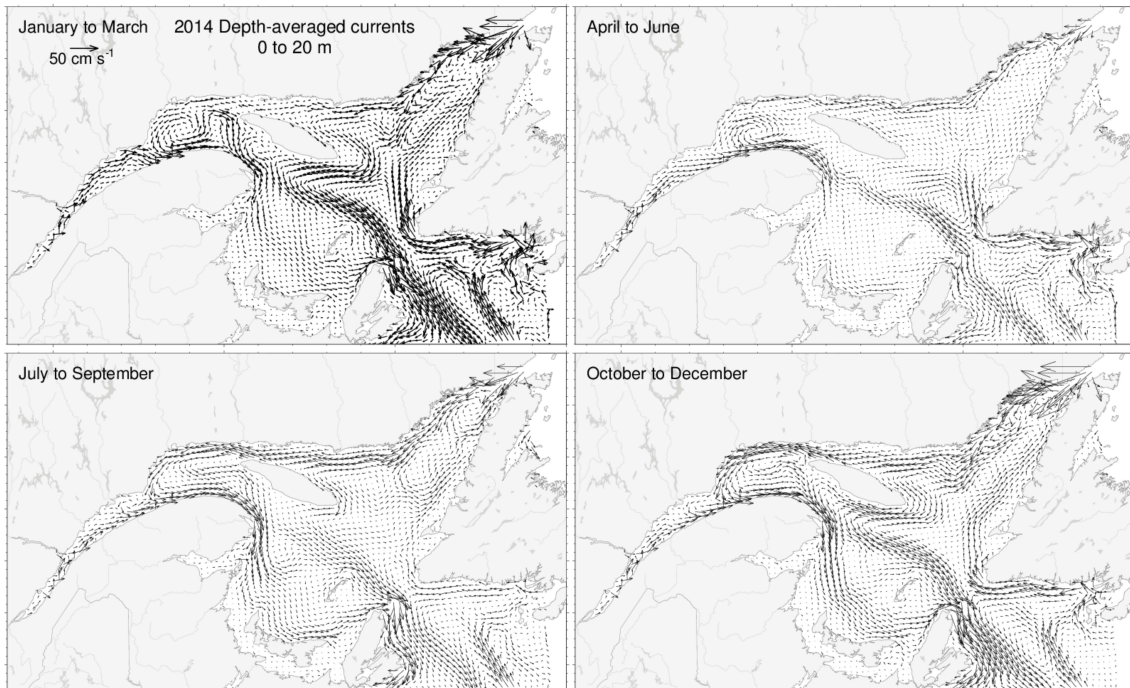 January to March
2014 Depth-averaged currents
0 to 20 m
50 cm s⁻¹
April to June
July to September
October to December